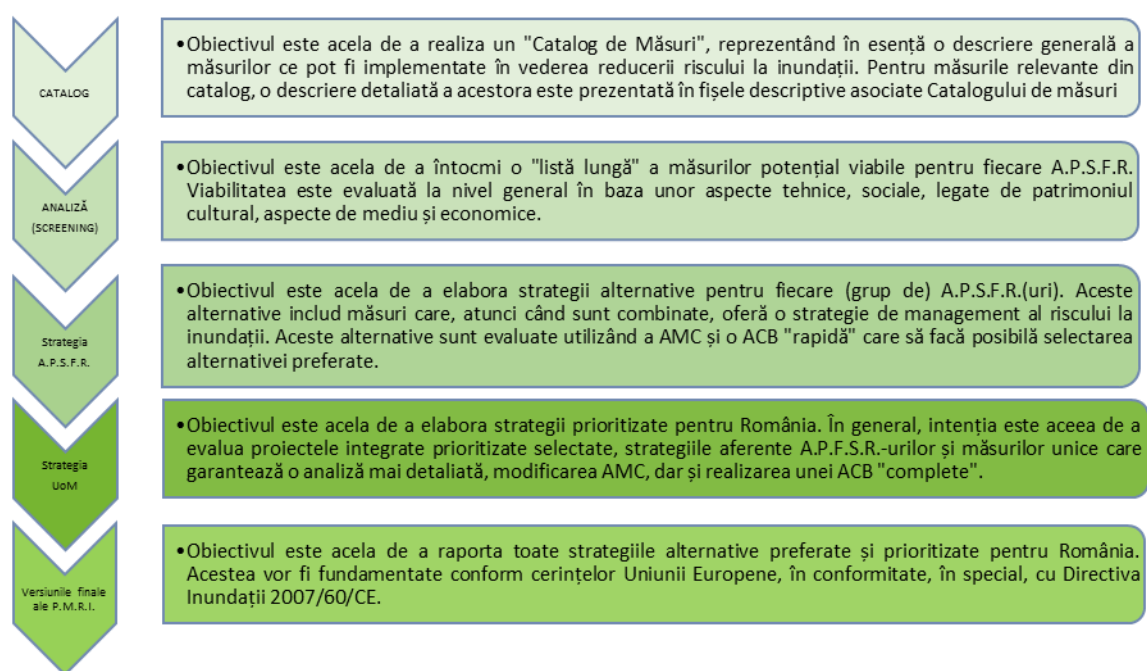 CATALOG
•Obiectivul este acela de a realiza un "Catalog de Măsuri", reprezentând în esență o descriere generală a
măsurilor ce pot fi implementate în vederea reducerii riscului la inundații. Pentru măsurile relevante din
catalog, o descriere detaliată a acestora este prezentată în fișele descriptive asociate Catalogului de măsuri
ANALIZĂ
(SCREENING)
•Obiectivul este acela de a întocmi o "listă lungă" a măsurilor potențial viabile pentru fiecare A.P.S.F.R.
Viabilitatea este evaluată la nivel general în baza unor aspecte tehnice, sociale, legate de patrimoniul
cultural, aspecte de mediu și economice.
Strategia
A.P.S.F.R.
•Obiectivul este acela de a elabora strategii alternative pentru fiecare (grup de) A.P.S.F.R.(uri). Aceste
alternative includ măsuri care, atunci când sunt combinate, oferă o strategie de management al riscului la
inundații. Aceste alternative sunt evaluate utilizând a AMC și o ACB "rapidă" care să facă posibilă selectarea
alternativei preferate.
Strategia
UoM
•Obiectivul este acela de a elabora strategii prioritizate pentru România. În general, intenția este aceea de a
evalua proiectele integrate prioritizate selectate, strategiile aferente A.P.F.S.R.-urilor și măsurilor unice care
garantează o analiză mai detaliată, modificarea AMC, dar și realizarea unei ACB "complete".
Versiunile finale
ale P.M.R.I.
•Obiectivul este acela de a raporta toate strategiile alternative preferate și prioritizate pentru România.
Acestea vor fi fundamentate conform cerințelor Uniunii Europene, în conformitate, în special, cu Directiva
Inundații 2007/60/CE.